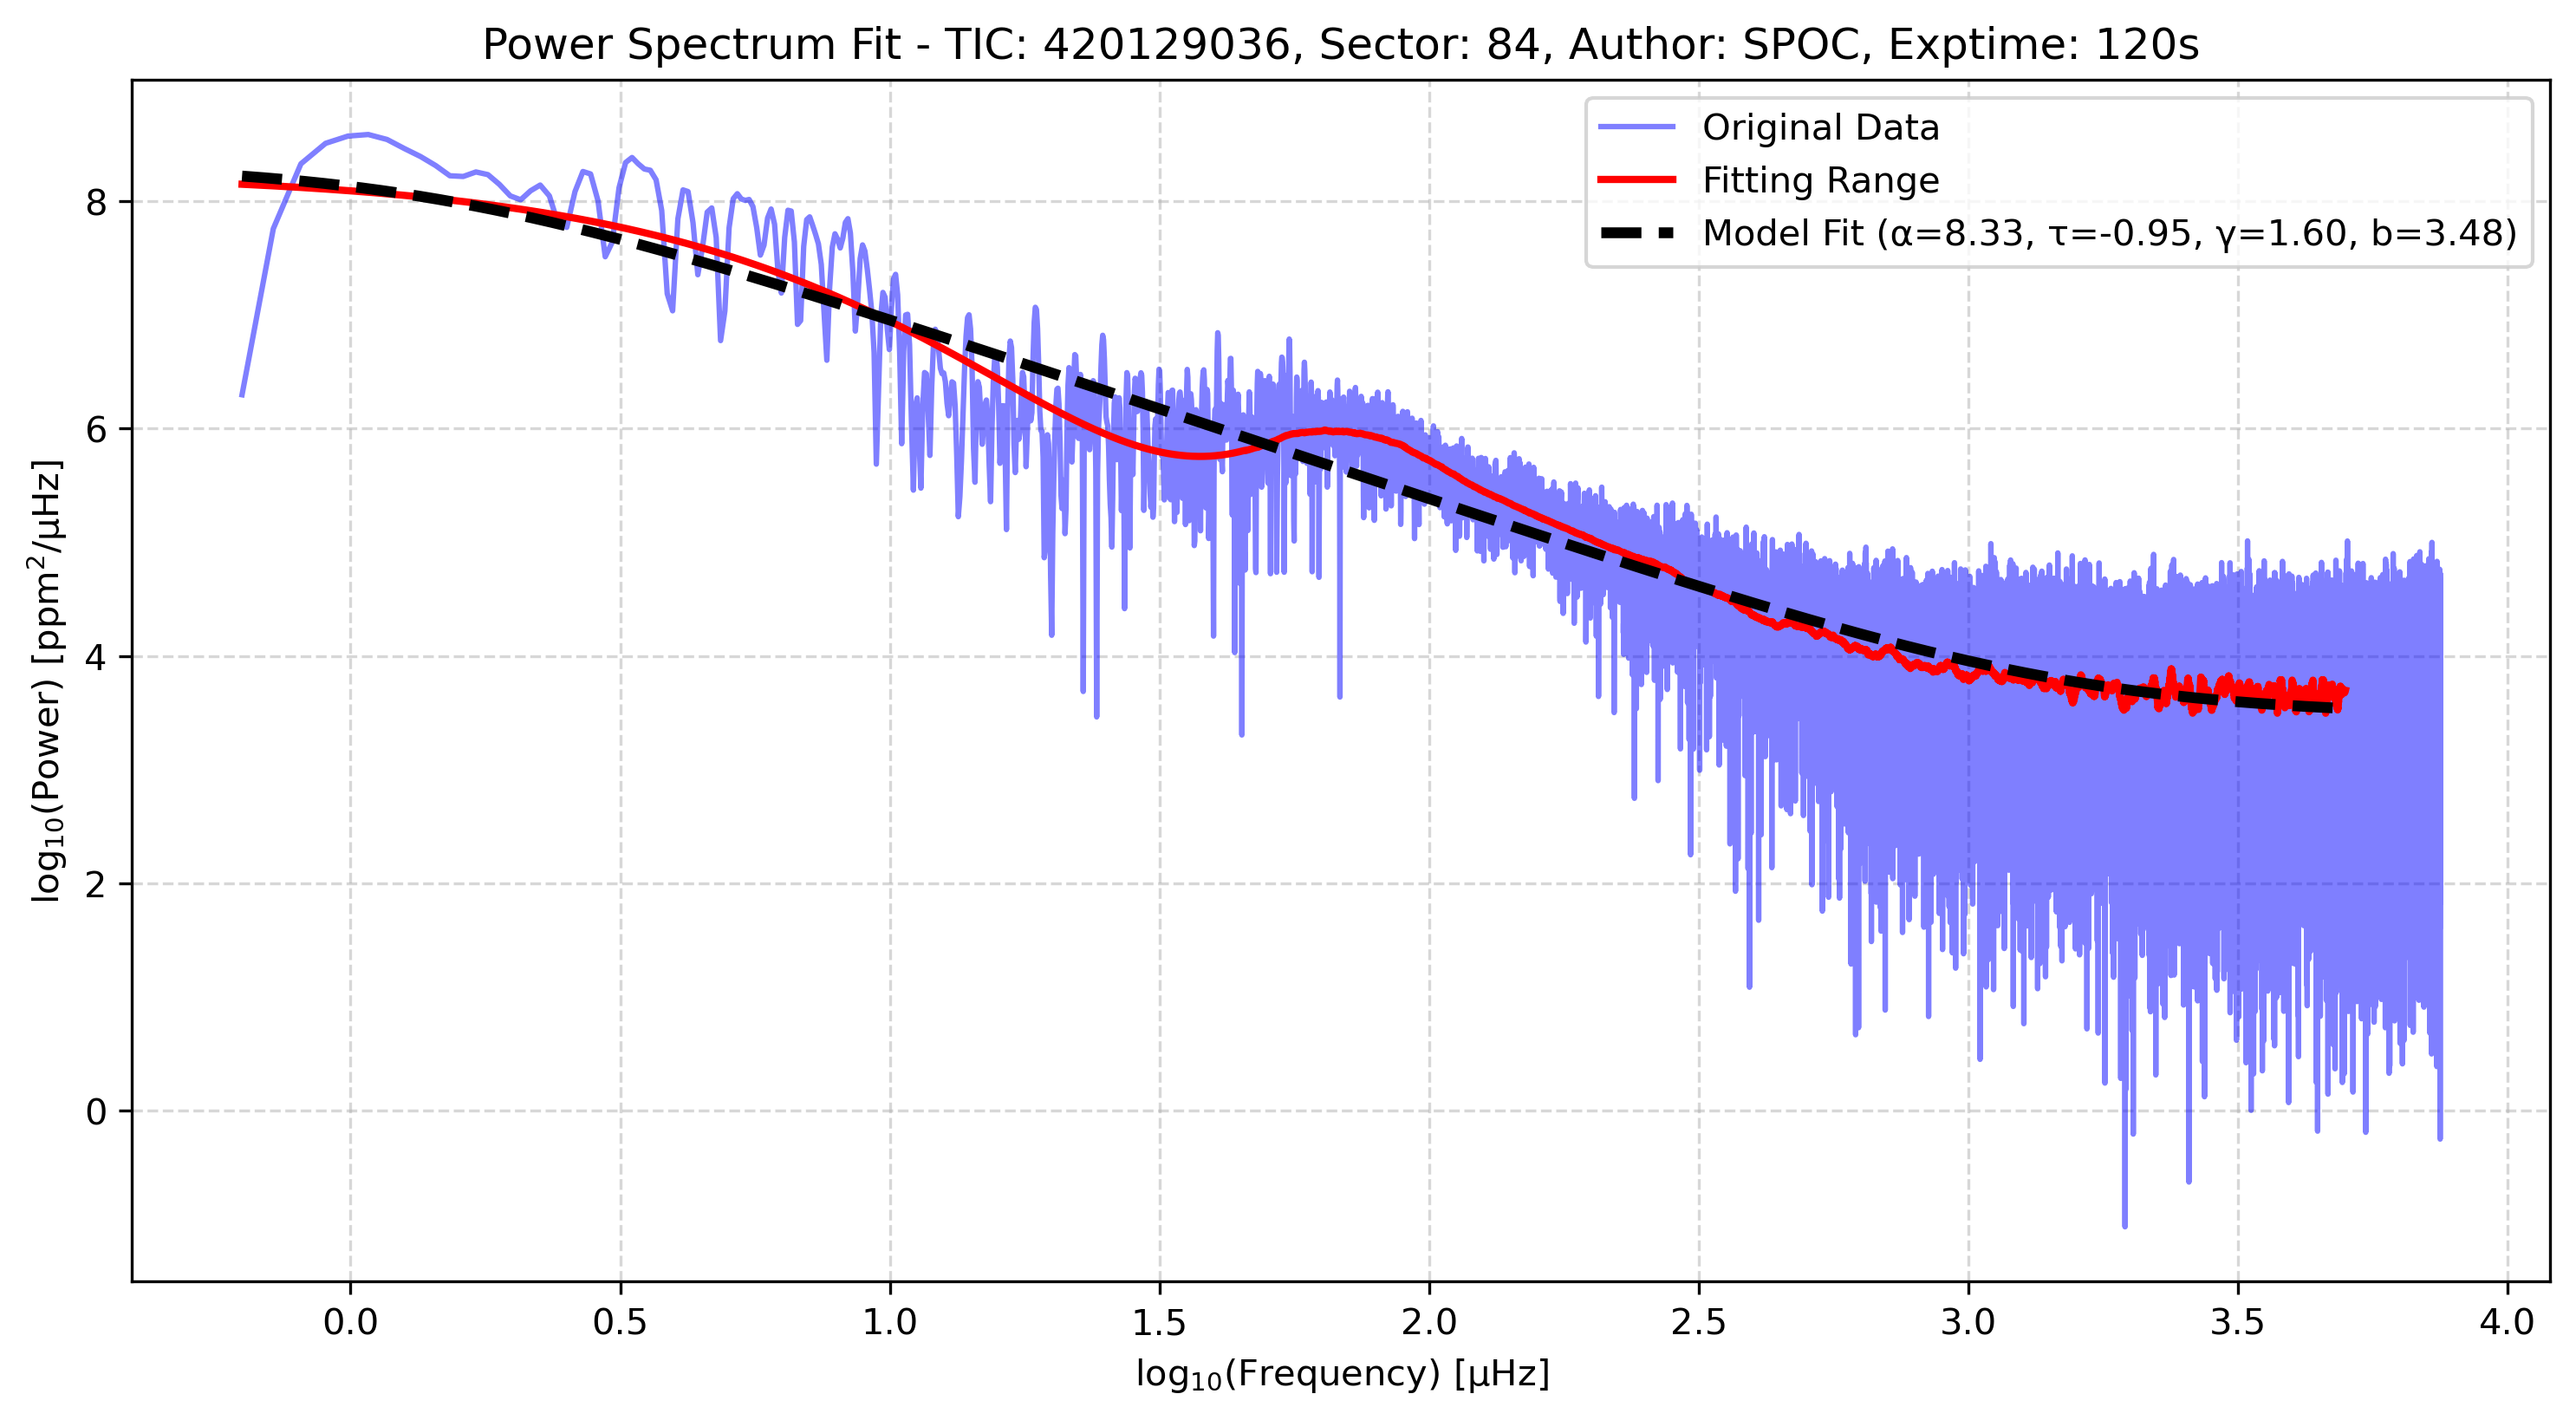 Power Spectrum Fit - TIC: 420129036, Sector: 84, Author: SPOC, Exptime: 120s
Original Data
Fitting Range
Model Fit (α=8.33, τ=-0.95, γ=1.60, b=3.48)
log₁₀(Power) [ppm²/μHz]
8
6
4
2
0
0.0 0.5 1.0 1.5 2.0 2.5 3.0 3.5 4.0
log₁₀(Frequency) [μHz]